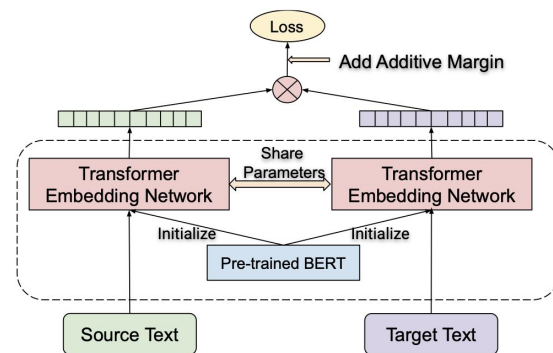 Loss
Add Additive Margin
Transformer
Embedding Network
Share
Parameters
Transformer
Embedding Network
Initialize
Initialize
Pre-trained BERT
Source Text
Target Text